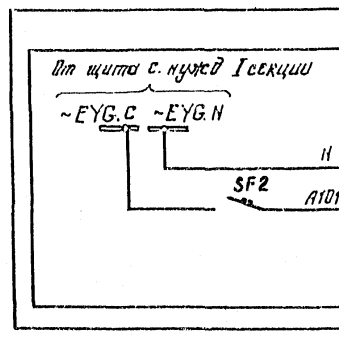 От щита с. нужд I секции
~EYG.C ~EYG.N
N
SF2
A101